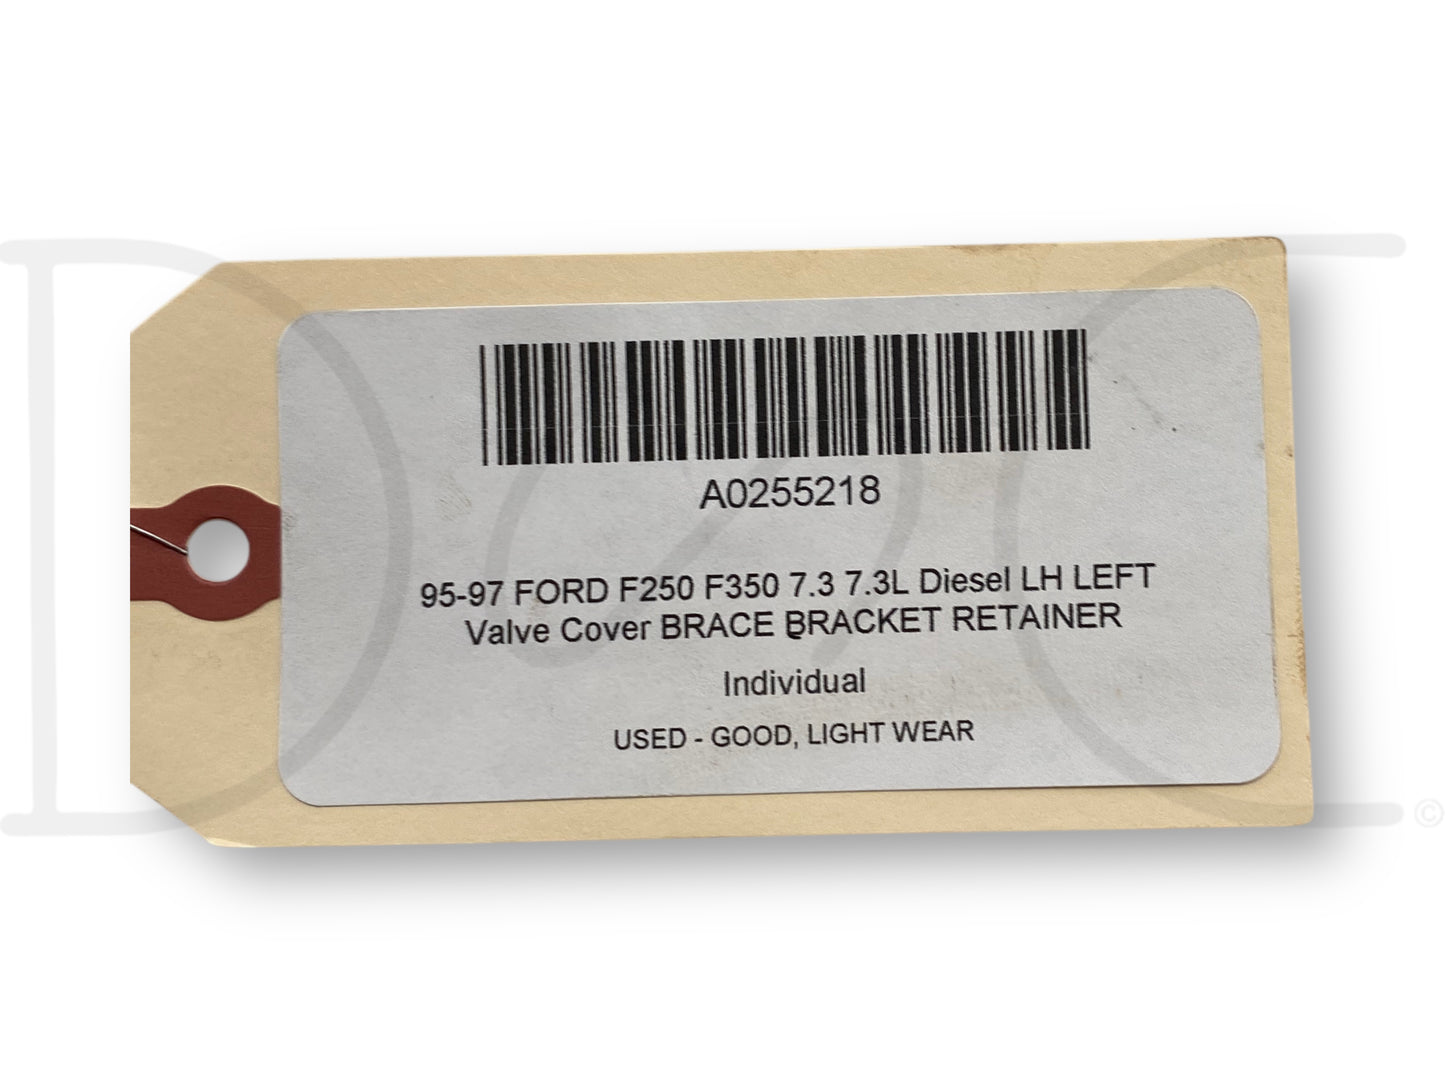 A0255218
95-97 FORD F250 F350 7.3 7.3L Diesel LH LEFT
Valve Cover BRACE BRACKET RETAINER
Individual
USED - GOOD, LIGHT WEAR
D C ©